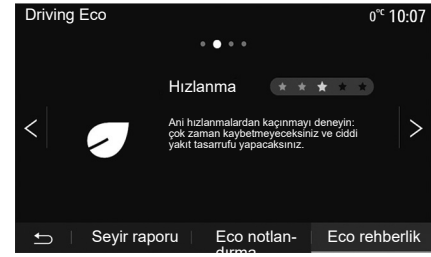 Driving Eco
0°C 10:07
Hızlanma
Ani hızlanmalardan kaçınmayı deneyin:
çok zaman kaybetmeyeceksiniz ve ciddi
yakıt tasarrufu yapacaksınız.
Seyir raporu
Eco notlan-
dırma
Eco rehberlik